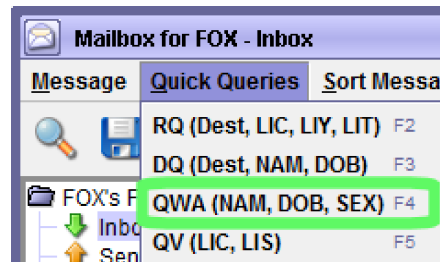 Mailbox for FOX - Inbox
Message Quick Queries Sort Messa
RQ (Dest, LIC, LIY, LIT) F2
DQ (Dest, NAM, DOB) F3
FOX's F
QWA (NAM, DOB, SEX) F4
Inbo
QV (LIC, LIS) F5
Sen